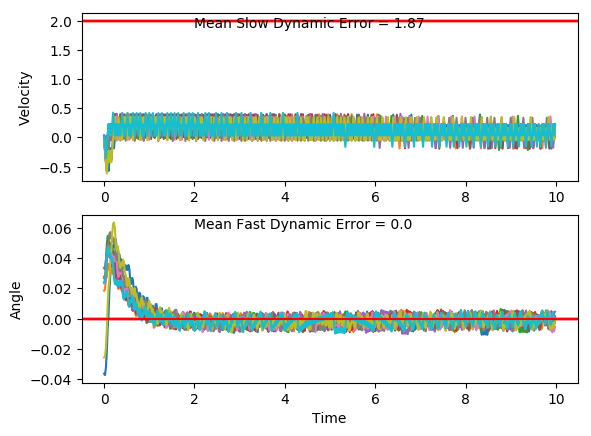 Mean Slow Dynamic Error = 1.87
2.0
1.5
1.0
0.5
0.0
−0.5
Velocity
0 2 4 6 8 10
Mean Fast Dynamic Error = 0.0
0.06
0.04
0.02
0.00
−0.02
−0.04
Angle
0 2 4 6 8 10
Time